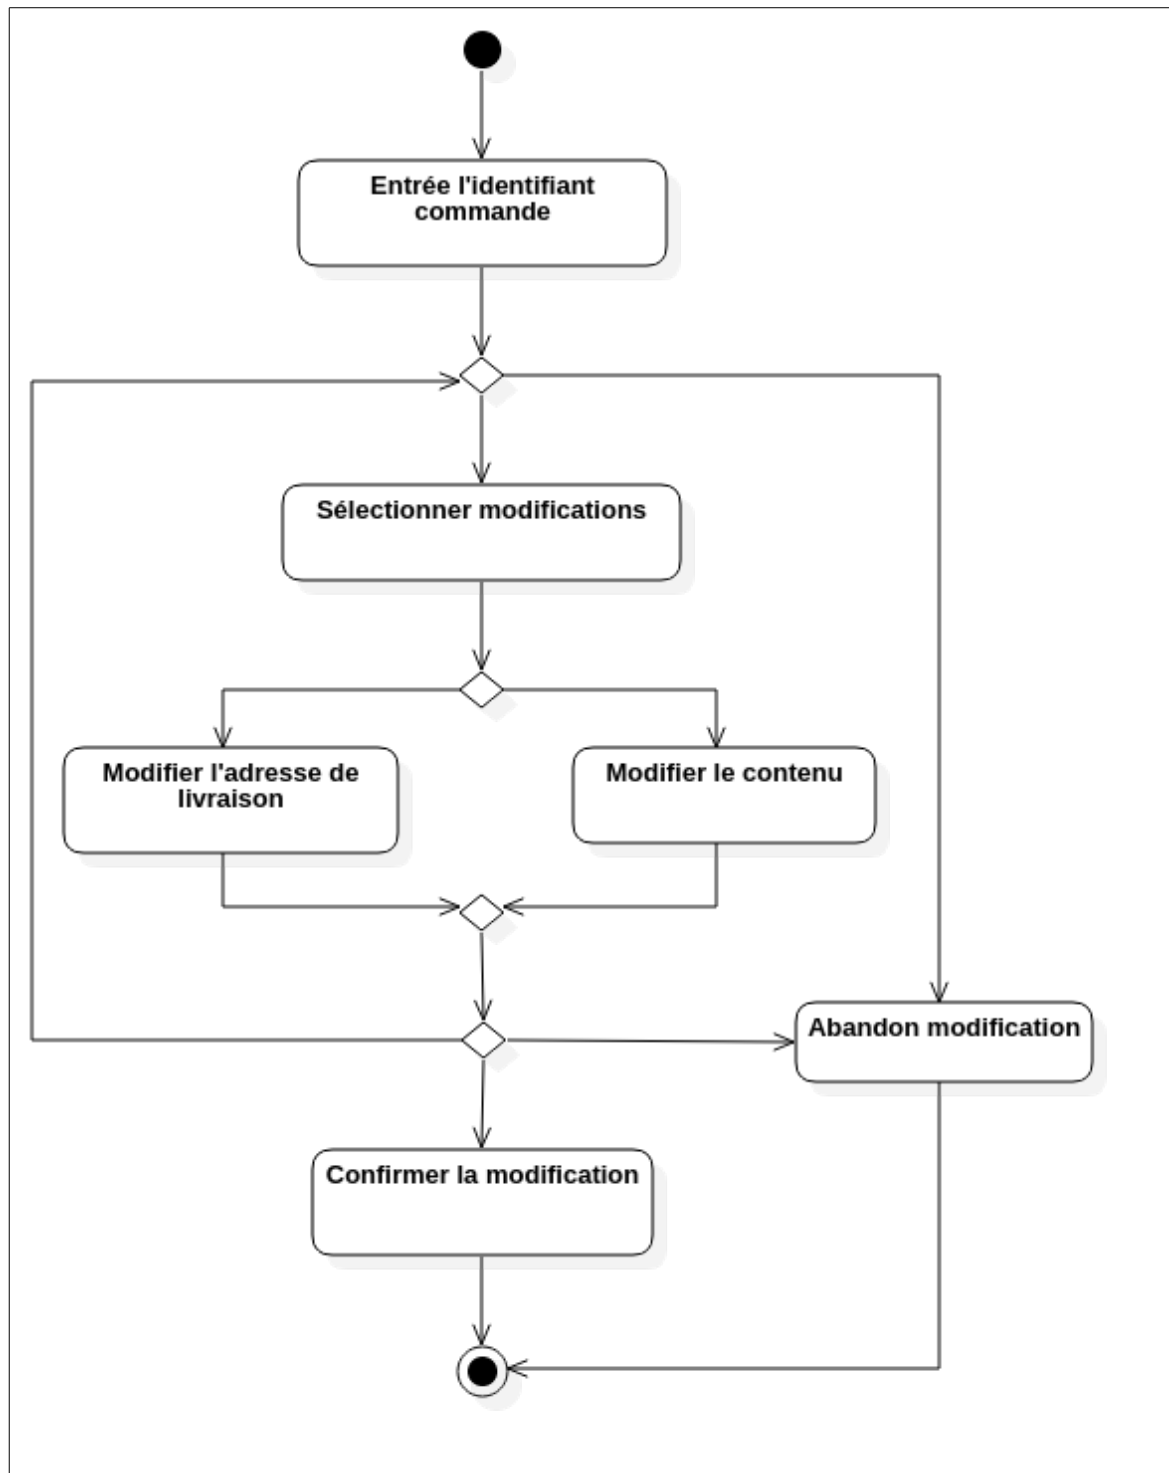 Entrée l'identifiant
commande
Sélectionner modifications
Modifier l'adresse de
livraison
Modifier le contenu
Abandon modification
Confirmer la modification